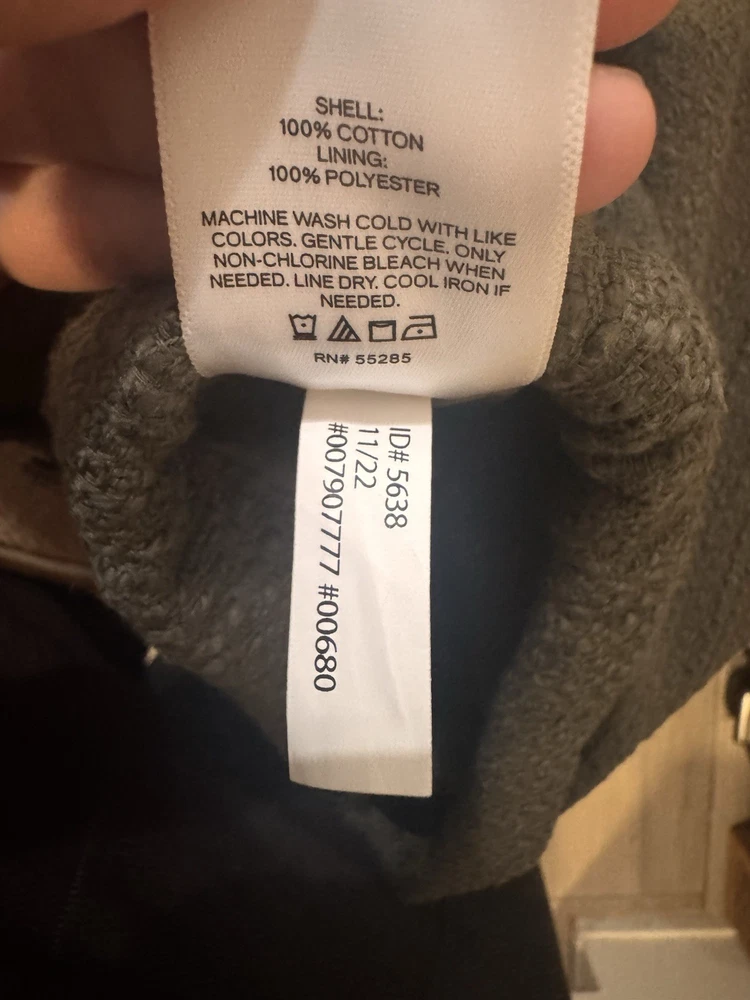 SHELL:
100% COTTON
LINING:
100% POLYESTER
MACHINE WASH COLD WITH LIKE
COLORS. GENTLE CYCLE. ONLY
NON-CHLORINE BLEACH WHEN
NEEDED. LINE DRY. COOL IRON IF
NEEDED.
RN# 55285
ID# 5638
11/22
#007907777 #00680